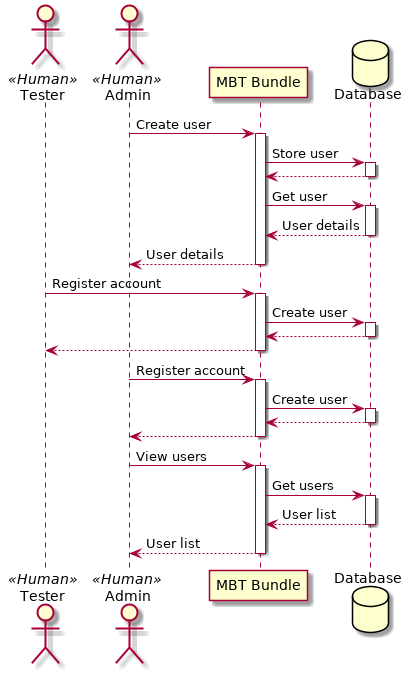 «Human»
Tester
«Human»
Admin
MBT Bundle
Database
Create user
Store user
Get user
User details
User details
Register account
Create user
Register account
Create user
View users
Get users
User list
User list
«Human»
Tester
«Human»
Admin
MBT Bundle
Database